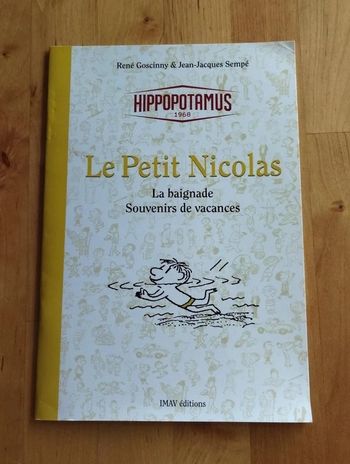 René Goscinny & Jean-Jacques Sempé
HIPPOPOTAMUS
1968
Le Petit Nicolas
La baignade
Souvenirs de vacances
IMAV éditions